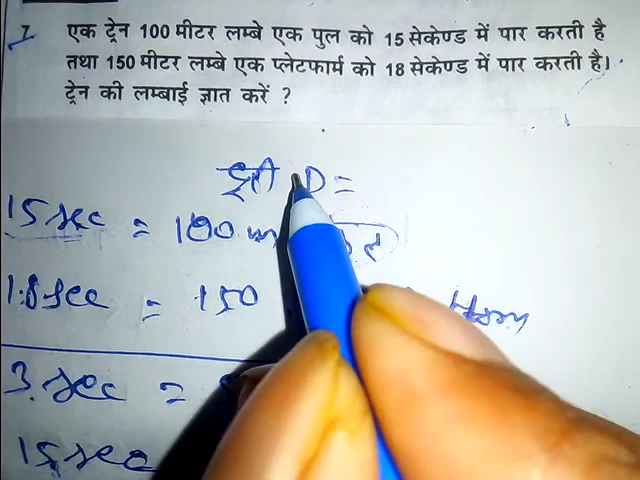 I एक ट्रेन 100 मीटर लम्बे एक पुल को 15 सेकेण्ड में पार करती है
तथा 150 मीटर लम्बे एक प्लेटफार्म को 18 सेकेण्ड में पार करती है।
ट्रेन की लम्बाई ज्ञात करें ?
D =
15 sec = 100 m
18 sec = 150
3. sec =
15 sec